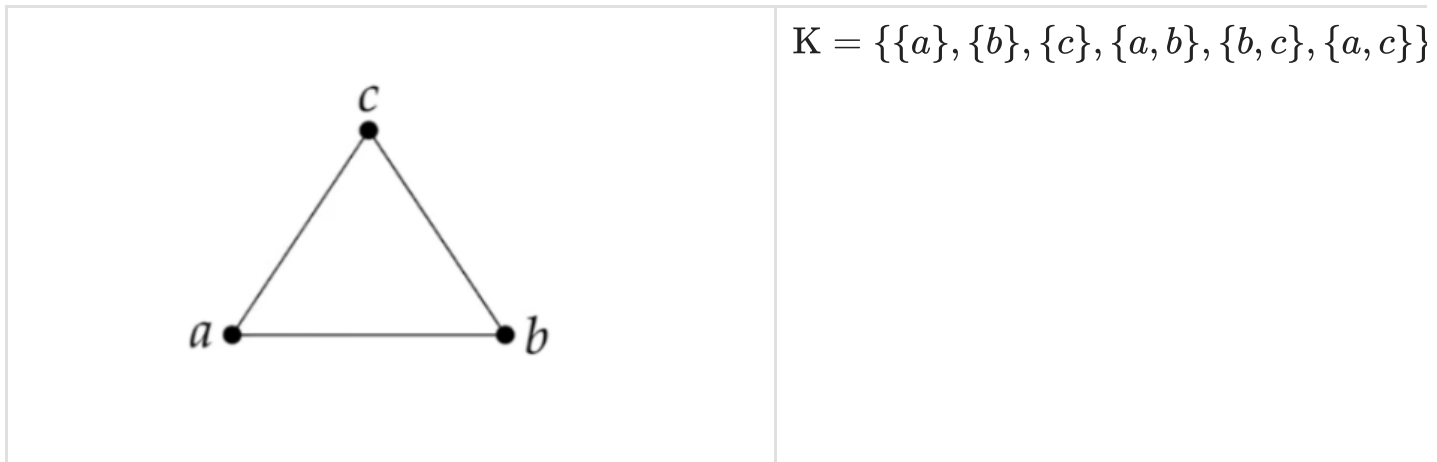 c
a
b
K = {{a}, {b}, {c}, {a, b}, {b, c}, {a, c}}